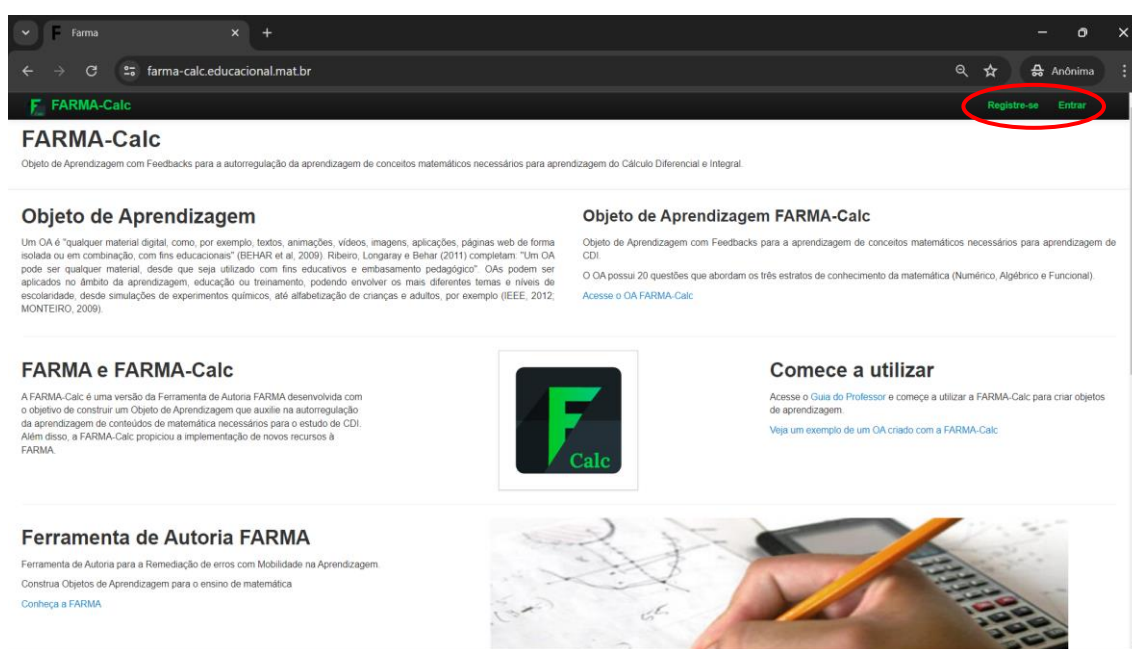 Farma
farma-calc.educacional.mat.br
Anônima
FARMA-Calc
Registre-se Entrar
FARMA-Calc
Objeto de Aprendizagem com Feedbacks para a autorregulação da aprendizagem de conceitos matemáticos necessários para aprendizagem do Cálculo Diferencial e Integral.
Objeto de Aprendizagem
Um OA é "qualquer material digital, como, por exemplo, textos, animações, vídeos, imagens, aplicações, páginas web de forma
isolada ou em combinação, com fins educacionais" (BEHAR et al, 2009). Ribeiro, Longaray e Behar (2011) completam: "Um OA
pode ser qualquer material, desde que seja utilizado com fins educativos e embasamento pedagógico". OAs podem ser
aplicados no âmbito da aprendizagem, educação ou treinamento, podendo envolver os mais diferentes temas e níveis de
escolaridade, desde simulações de experimentos químicos, até alfabetização de crianças e adultos, por exemplo (IEEE, 2012;
MONTEIRO, 2009).
Objeto de Aprendizagem FARMA-Calc
Objeto de Aprendizagem com Feedbacks para a aprendizagem de conceitos matemáticos necessários para aprendizagem de
CDI.
O OA possui 20 questões que abordam os três estratos de conhecimento da matemática (Numérico, Algébrico e Funcional).
Acesse o OA FARMA-Calc
FARMA e FARMA-Calc
A FARMA-Calc é uma versão da Ferramenta de Autoria FARMA desenvolvida com
o objetivo de construir um Objeto de Aprendizagem que auxilie na autorregulação
da aprendizagem de conteúdos de matemática necessários para o estudo de CDI.
Além disso, a FARMA-Calc propiciou a implementação de novos recursos à
FARMA.
Calc
Comece a utilizar
Acesse o Guia do Professor e começe a utilizar a FARMA-Calc para criar objetos
de aprendizagem.
Veja um exemplo de um OA criado com a FARMA-Calc
Ferramenta de Autoria FARMA
Ferramenta de Autoria para a Remediação de erros com Mobilidade na Aprendizagem.
Construa Objetos de Aprendizagem para o ensino de matemática
Conheça a FARMA